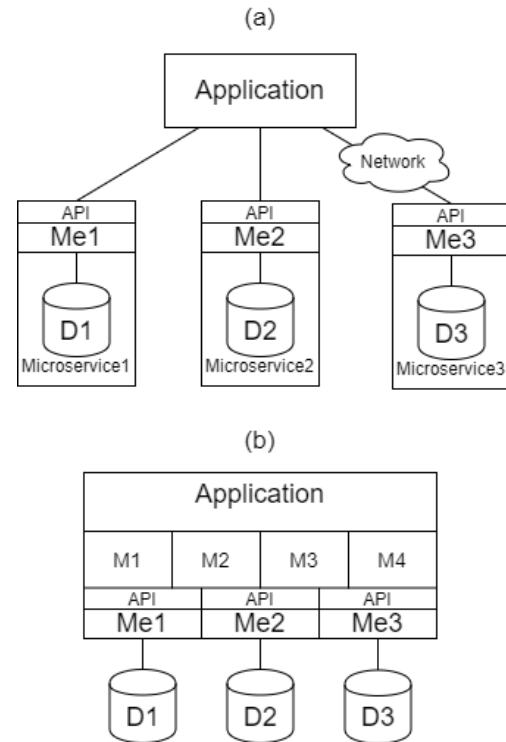 (a)
Application
Network
API
API
API
Me1
Me2
Me3
D1
D2
D3
Microservice1
Microservice2
Microservice3
(b)
Application
M1
M2
M3
M4
API
API
API
Me1
Me2
Me3
D1
D2
D3